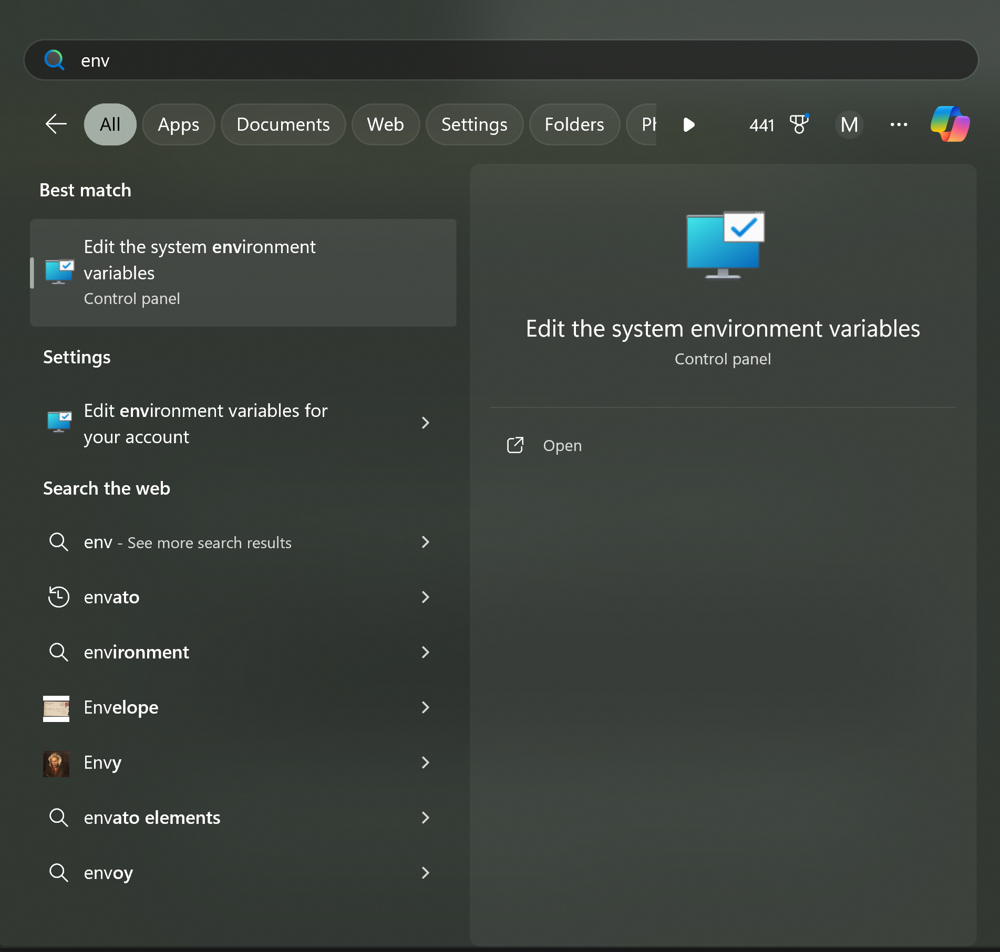 env
All
Apps
Documents
Web
Settings
Folders
441
M
Best match
Edit the system environment
variables
Control panel
Settings
Edit environment variables for
your account
Search the web
env - See more search results
envato
environment
Envelope
Envy
envato elements
envoy
Edit the system environment variables
Control panel
Open